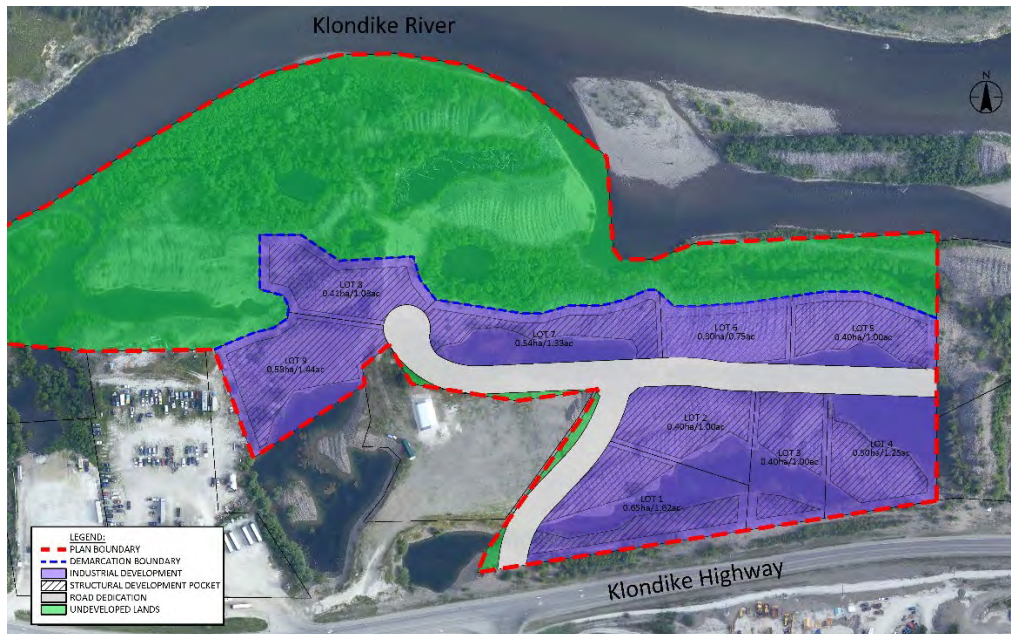 Klondike River
N
LOT 8
0.41ha/1.03ac
LOT 7
0.54ha/1.33ac
LOT 6
0.30ha/0.75ac
LOT 5
0.40ha/1.00ac
LOT 9
0.58ha/1.44ac
LOT 2
0.40ha/1.00ac
LOT 3
0.40ha/1.00ac
LOT 4
0.50ha/1.25ac
LOT 1
0.65ha/1.62ac
Klondike Highway
LEGEND:
PLAN BOUNDARY
DEMARCATION BOUNDARY
INDUSTRIAL DEVELOPMENT
STRUCTURAL DEVELOPMENT POCKET
ROAD DEDICATION
UNDEVELOPED LANDS